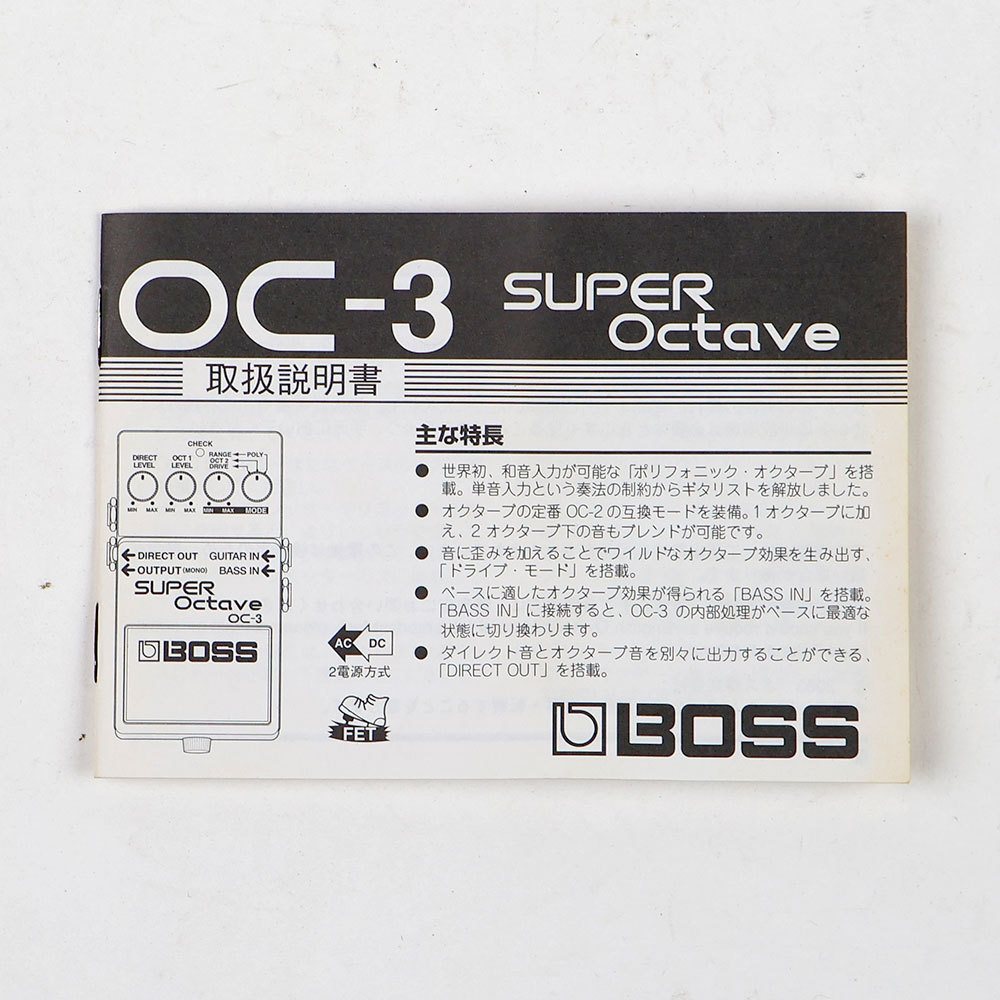 OC-3 SUPER Octave
取扱説明書
CHECK
DIRECT LEVEL
OCT 1 LEVEL
RANGE POLY
OCT 2
DRIVE
MIN MAX MIN MAX MIN MAX MODE
DIRECT OUT GUITAR IN
OUTPUT (MONO) BASS IN
SUPER
Octave
OC-3
BOSS
AC DC
2電源方式
FET
主な特長
● 世界初、和音入力が可能な「ポリフォニック・オクターブ」を搭
載。単音入力という奏法の制約からギタリストを解放しました。
● オクターブの定番 OC-2 の互換モードを装備。1 オクターブに加
え、2 オクターブ下の音もブレンドが可能です。
● 音に歪みを加えることでワイルドなオクターブ効果を生み出す、
「ドライブ・モード」を搭載。
● ベースに適したオクターブ効果が得られる「BASS IN」を搭載。
「BASS IN」に接続すると、OC-3 の内部処理がベースに最適な
状態に切り換わります。
● ダイレクト音とオクターブ音を別々に出力することができる、
「DIRECT OUT」を搭載。
BOSS